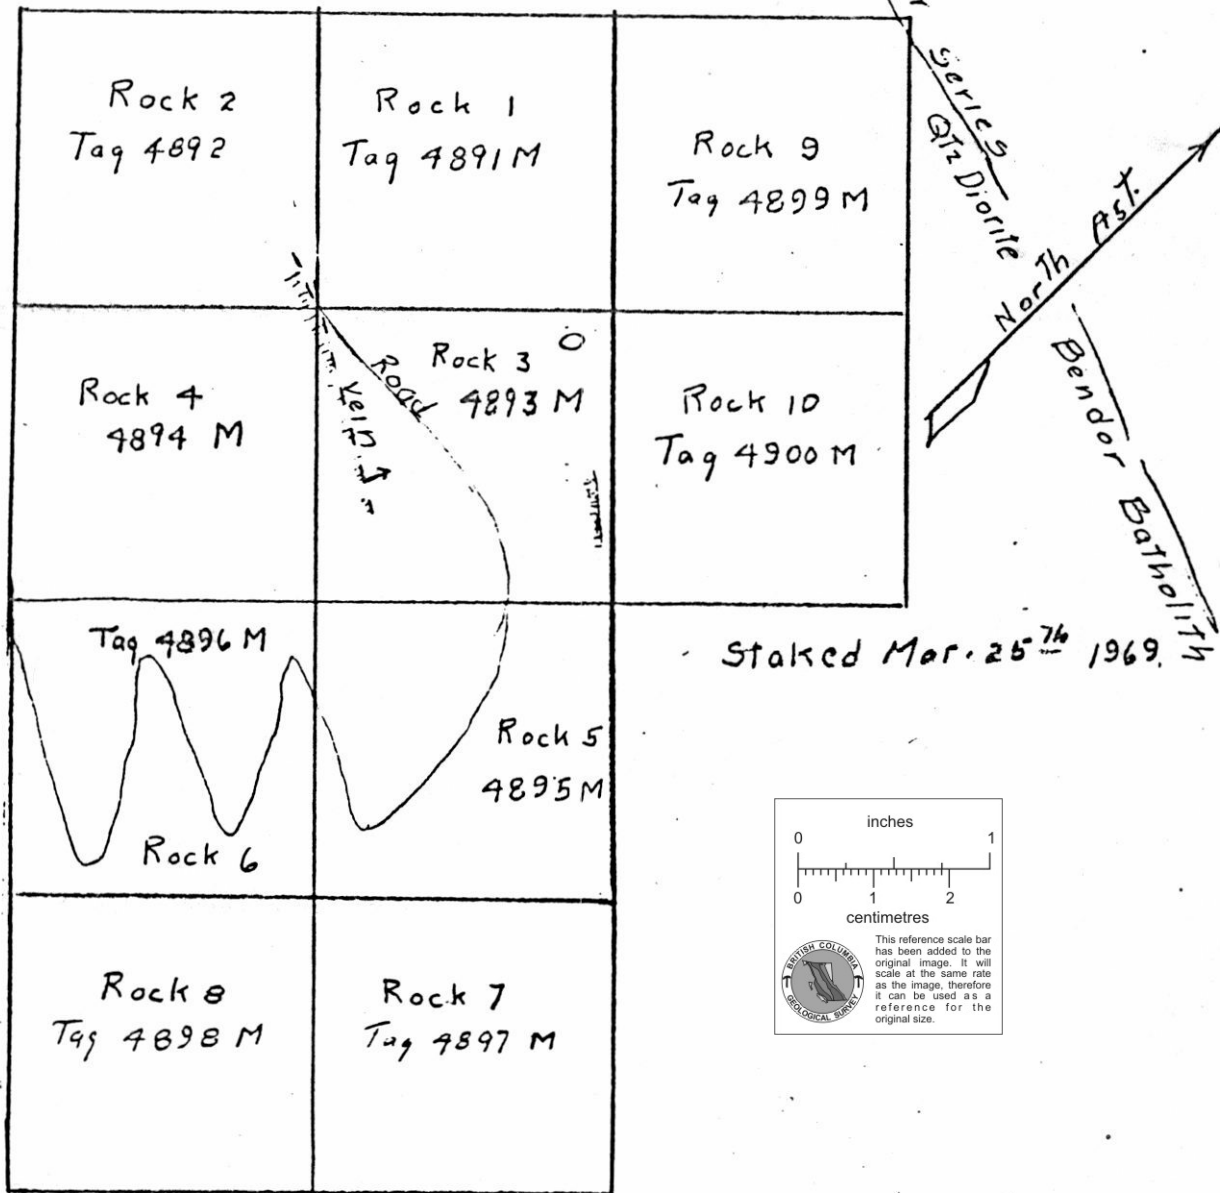 Rock 2
Tag 4892
Rock 1
Tag 4891 M
Rock 9
Tag 4899 M
Series
QTz Diorite
North Ast.
Bendor Batholith
Rock 4
4894 M
Vein
Road
Rock 3
4893 M
Rock 10
Tag 4900 M
Tag 4896 M
Rock 6
Rock 5
4895 M
Staked Mar. 25th 1969.
Rock 8
Tag 4898 M
Rock 7
Tag 4897 M
inches
0 1
0 1 2
centimetres
BRITISH COLUMBIA
GEOLOGICAL SURVEY
This reference scale bar
has been added to the
original image. It will
scale at the same rate
as the image, therefore
it can be used as a
reference for the
original size.